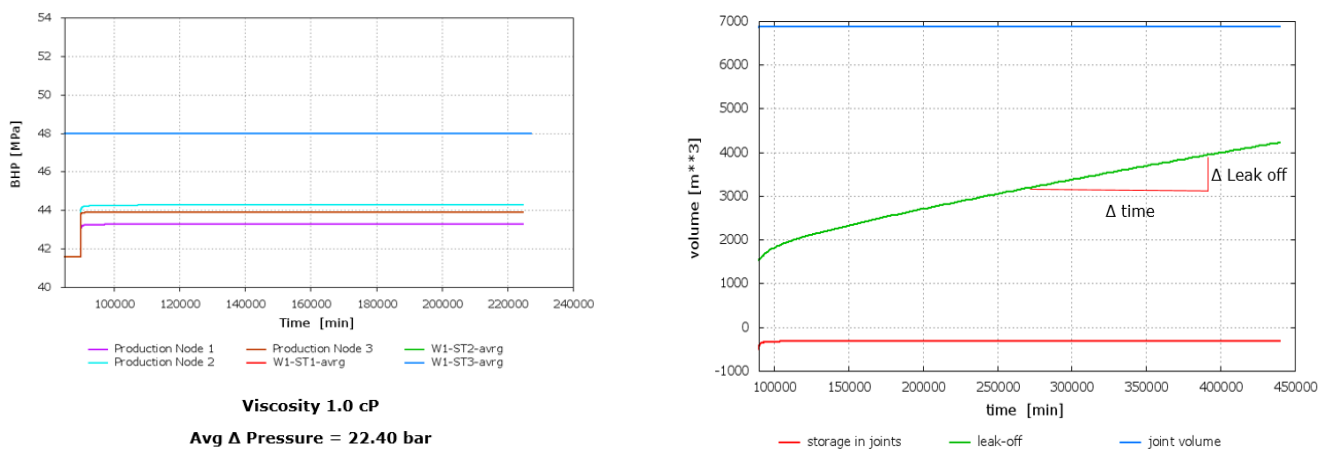 54
52
50
48
46
44
42
40
BHP [MPa]
100000 120000 140000 160000 180000 200000 220000 240000
Time [min]
Production Node 1 Production Node 3 W1-ST2-avrg
Production Node 2 W1-ST1-avrg W1-ST3-avrg
Viscosity 1.0 cP
Avg Δ Pressure = 22.40 bar
7000
6000
5000
4000
3000
2000
1000
0
-1000
volume [m**3]
Δ Leak off
Δ time
100000 150000 200000 250000 300000 350000 400000 450000
time [min]
storage in joints leak-off joint volume